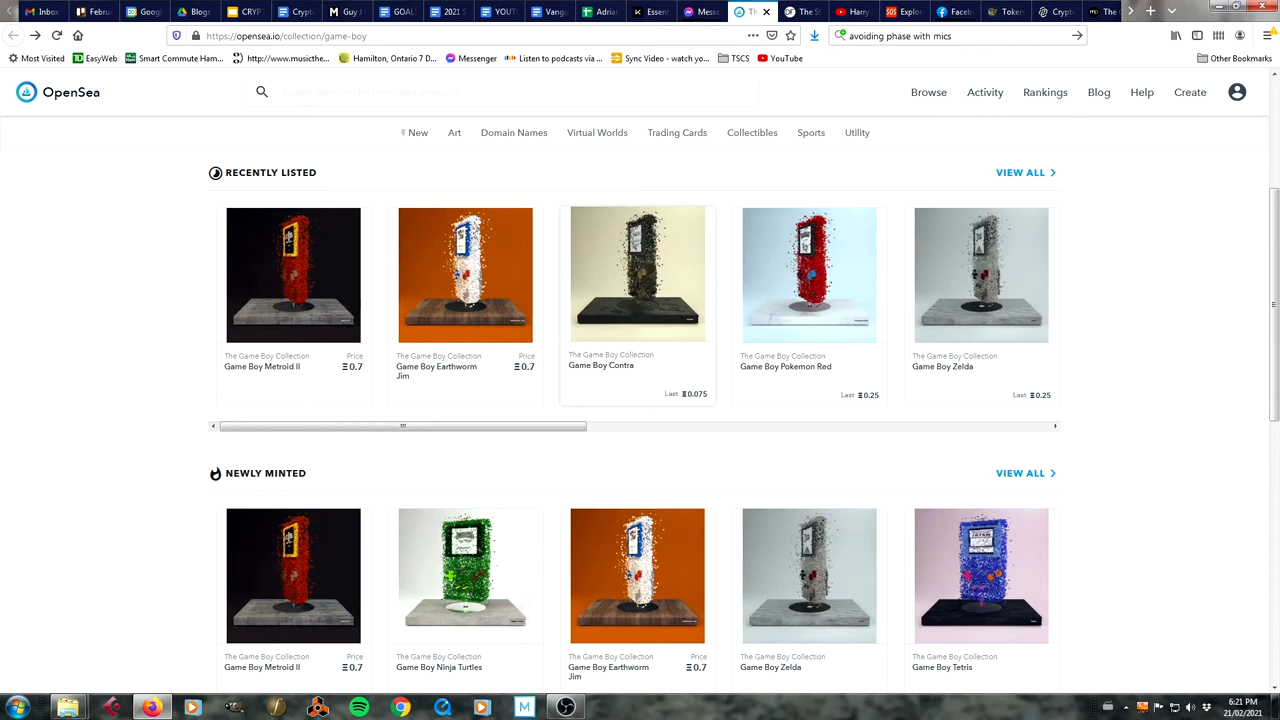 Inbox
Februar
Google
Blogs
CRYP
Crypto
Guy J
GOAL
2021 S
YOUT
Vangu
Adria
Essent
Messe
Th
The St
Harry
Explo
Faceb
Token
Crypto
The S
https://opensea.io/collection/game-boy
avoiding phase with mics
Most Visited
EasyWeb
Smart Commute Ham...
http://www.musicthe...
Hamilton, Ontario 7 D...
Messenger
Listen to podcasts via ...
Sync Video - watch yo...
TSCS
YouTube
Other Bookmarks
OpenSea
Browse
Activity
Rankings
Blog
Help
Create
New
Art
Domain Names
Virtual Worlds
Trading Cards
Collectibles
Sports
Utility
RECENTLY LISTED
VIEW ALL
The Game Boy Collection
Price
Game Boy Metroid II
0.7
The Game Boy Collection
Price
Game Boy Earthworm
Jim
0.7
The Game Boy Collection
Game Boy Contra
Last 0.075
The Game Boy Collection
Game Boy Pokemon Red
Last 0.25
The Game Boy Collection
Game Boy Zelda
Last 0.25
NEWLY MINTED
VIEW ALL
The Game Boy Collection
Price
Game Boy Metroid II
0.7
The Game Boy Collection
Game Boy Ninja Turtles
The Game Boy Collection
Price
Game Boy Earthworm
Jim
0.7
The Game Boy Collection
Game Boy Zelda
The Game Boy Collection
Game Boy Tetris
6:21 PM
21/02/2021